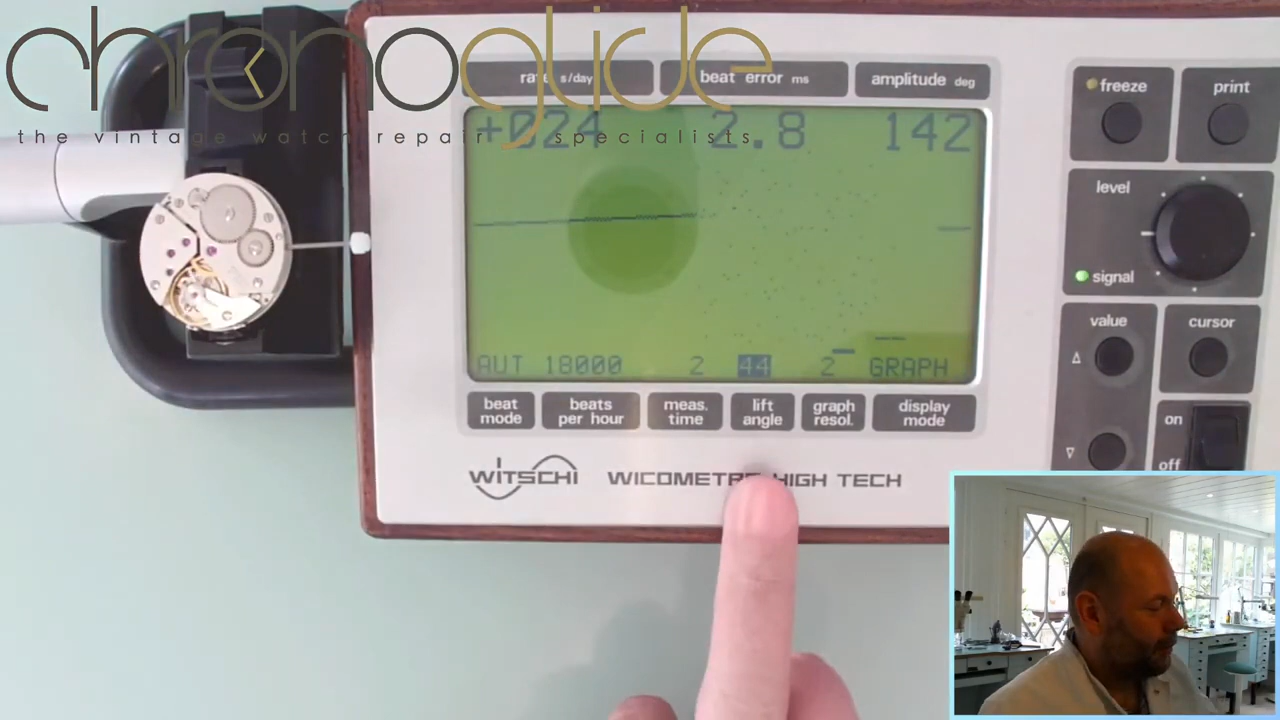 chronoglide
the vintage watch repair specialists
rate s/day
beat error ms
amplitude deg
+024 2.8 142
AUT 18000 2 44 2 GRAPH
beat mode
beats per hour
meas. time
lift angle
graph resol.
display mode
WITSCHI WICOMETRE HIGH TECH
freeze
print
level
signal
value
cursor
on
off